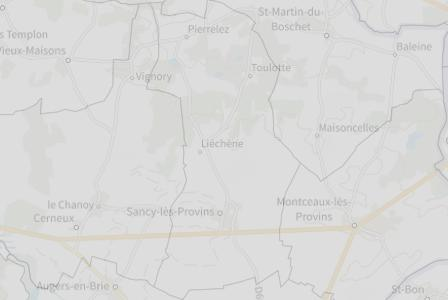 St-Martin-du-
Boschet
Pierrelez
s Templon
Vieux-Maisons
Baleine
Vignory
Toulotte
Maisoncelles
Liéchène
le Chanoy
Cerneux
Sancy-lès-Provins
Montceaux-lès-
Provins
Augers-en-Brie
St-Bon